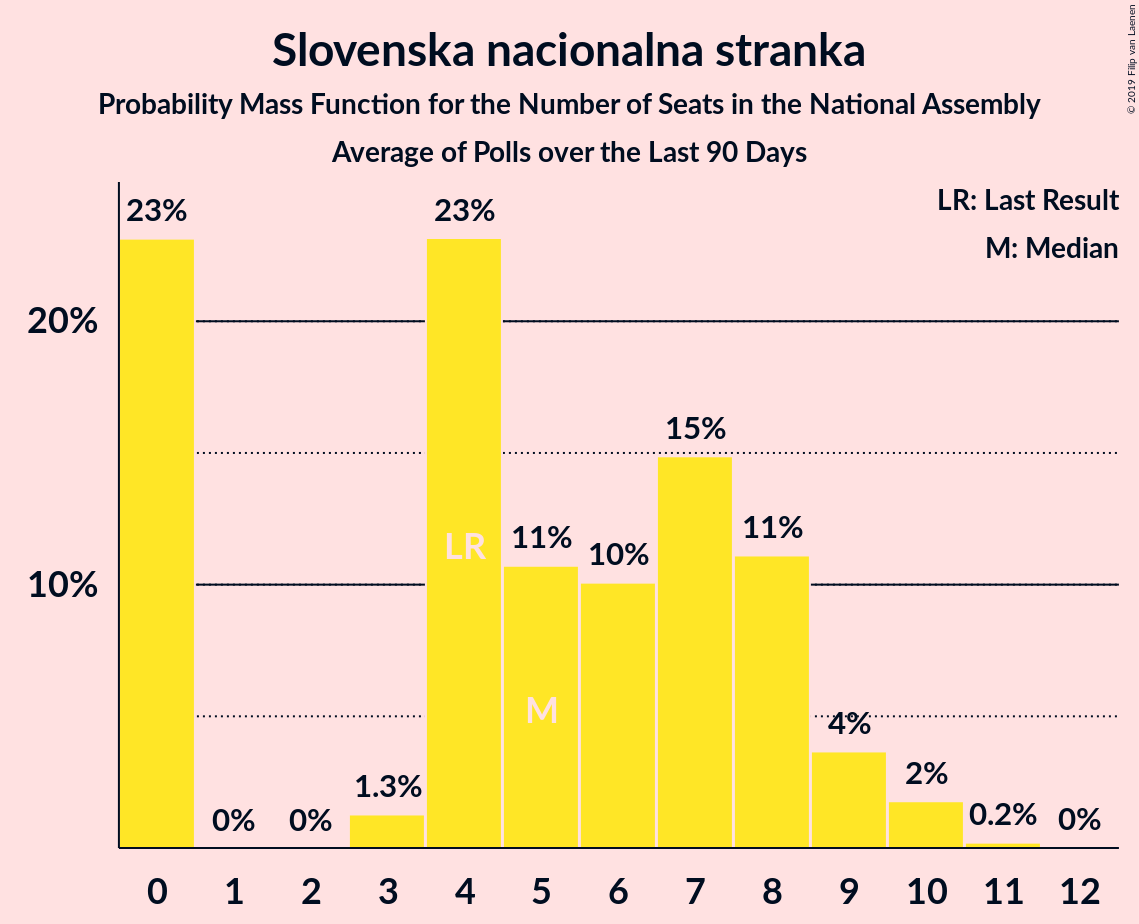 Slovenska nacionalna stranka
Probability Mass Function for the Number of Seats in the National Assembly
Average of Polls over the Last 90 Days
© 2019 Filip van Laenen
LR: Last Result
M: Median
23% 23%
20%
15%
11% 11%
LR 10%
10%
M
4%
1.3% 2%
0% 0% 0.2% 0%
0 1 2 3 4 5 6 7 8 9 10 11 12